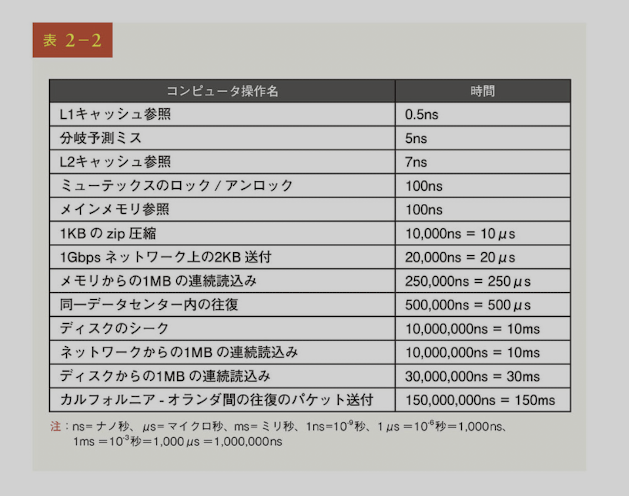 表 2-2
コンピュータ操作名 時間
L1キャッシュ参照 0.5ns
分岐予測ミス 5ns
L2キャッシュ参照 7ns
ミューテックスのロック / アンロック 100ns
メインメモリ参照 100ns
1KB の zip 圧縮 10,000ns = 10μs
1Gbps ネットワーク上の2KB 送付 20,000ns = 20μs
メモリからの1MB の連続読込み 250,000ns = 250μs
同一データセンター内の往復 500,000ns = 500μs
ディスクのシーク 10,000,000ns = 10ms
ネットワークからの1MB の連続読込み 10,000,000ns = 10ms
ディスクからの1MB の連続読込み 30,000,000ns = 30ms
カルフォルニア - オランダ間の往復のパケット送付 150,000,000ns = 150ms
注：ns= ナノ秒、μs= マイクロ秒、ms= ミリ秒、1ns=10⁻⁹秒、1μs =10⁻⁶秒＝1,000ns、
1ms =10⁻³秒＝1,000μs =1,000,000ns